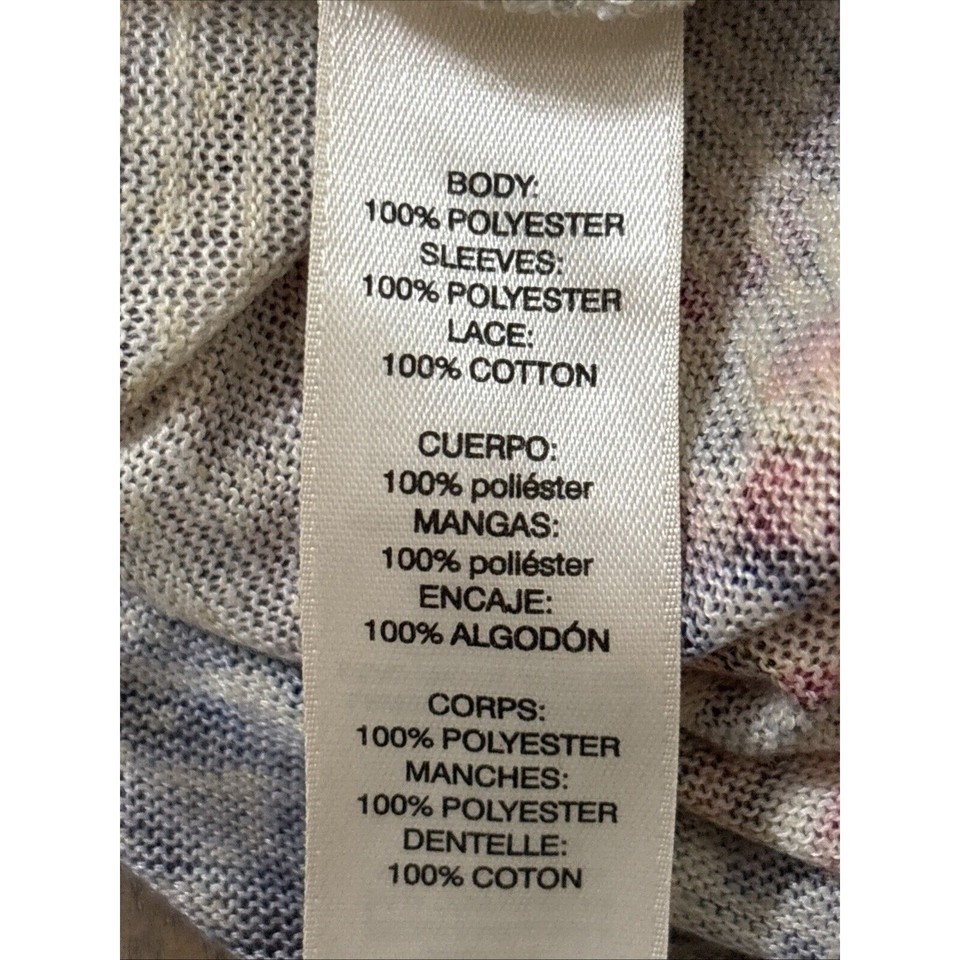 BODY:
100% POLYESTER
SLEEVES:
100% POLYESTER
LACE:
100% COTTON
CUERPO:
100% poliéster
MANGAS:
100% poliéster
ENCAJE:
100% ALGODÓN
CORPS:
100% POLYESTER
MANCHES:
100% POLYESTER
DENTELLE:
100% COTON